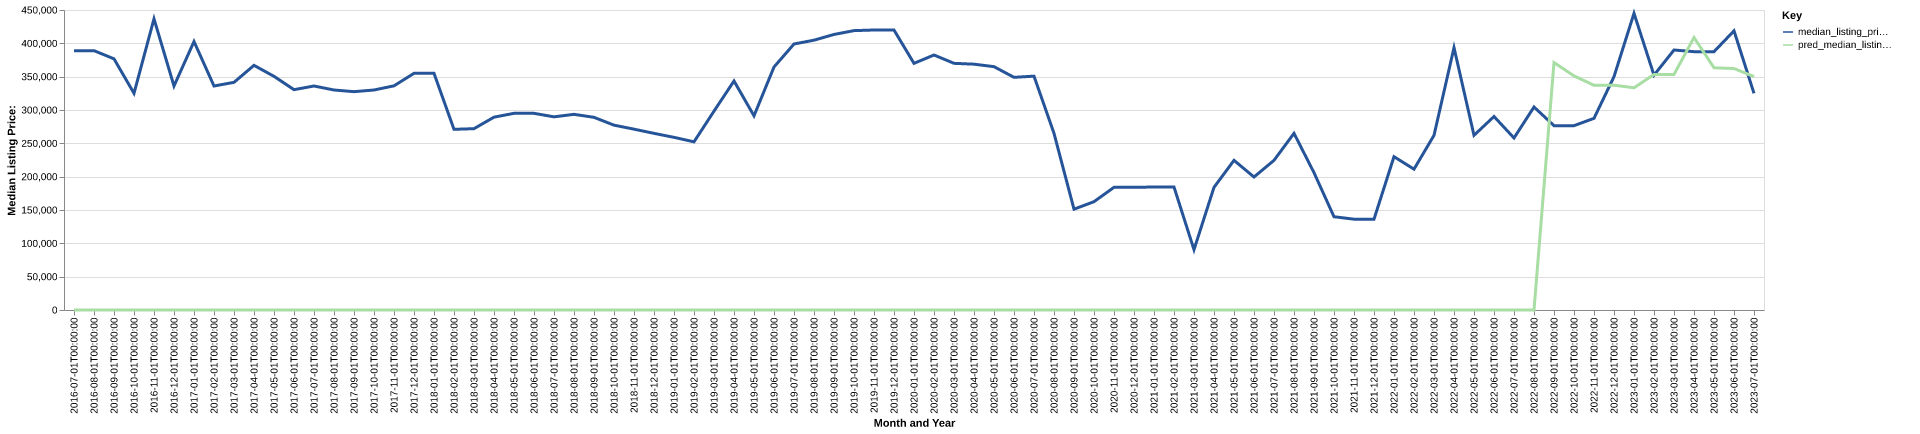 450,000
400,000
350,000
300,000
250,000
200,000
150,000
100,000
50,000
0
Median Listing Price:
2016-07-01T00:00:00
2016-08-01T00:00:00
2016-09-01T00:00:00
2016-10-01T00:00:00
2016-11-01T00:00:00
2016-12-01T00:00:00
2017-01-01T00:00:00
2017-02-01T00:00:00
2017-03-01T00:00:00
2017-04-01T00:00:00
2017-05-01T00:00:00
2017-06-01T00:00:00
2017-07-01T00:00:00
2017-08-01T00:00:00
2017-09-01T00:00:00
2017-10-01T00:00:00
2017-11-01T00:00:00
2017-12-01T00:00:00
2018-01-01T00:00:00
2018-02-01T00:00:00
2018-03-01T00:00:00
2018-04-01T00:00:00
2018-05-01T00:00:00
2018-06-01T00:00:00
2018-07-01T00:00:00
2018-08-01T00:00:00
2018-09-01T00:00:00
2018-10-01T00:00:00
2018-11-01T00:00:00
2018-12-01T00:00:00
2019-01-01T00:00:00
2019-02-01T00:00:00
2019-03-01T00:00:00
2019-04-01T00:00:00
2019-05-01T00:00:00
2019-06-01T00:00:00
2019-07-01T00:00:00
2019-08-01T00:00:00
2019-09-01T00:00:00
2019-10-01T00:00:00
2019-11-01T00:00:00
2019-12-01T00:00:00
2020-01-01T00:00:00
2020-02-01T00:00:00
2020-03-01T00:00:00
2020-04-01T00:00:00
2020-05-01T00:00:00
2020-06-01T00:00:00
2020-07-01T00:00:00
2020-08-01T00:00:00
2020-09-01T00:00:00
2020-10-01T00:00:00
2020-11-01T00:00:00
2020-12-01T00:00:00
2021-01-01T00:00:00
2021-02-01T00:00:00
2021-03-01T00:00:00
2021-04-01T00:00:00
2021-05-01T00:00:00
2021-06-01T00:00:00
2021-07-01T00:00:00
2021-08-01T00:00:00
2021-09-01T00:00:00
2021-10-01T00:00:00
2021-11-01T00:00:00
2021-12-01T00:00:00
2022-01-01T00:00:00
2022-02-01T00:00:00
2022-03-01T00:00:00
2022-04-01T00:00:00
2022-05-01T00:00:00
2022-06-01T00:00:00
2022-07-01T00:00:00
2022-08-01T00:00:00
2022-09-01T00:00:00
2022-10-01T00:00:00
2022-11-01T00:00:00
2022-12-01T00:00:00
2023-01-01T00:00:00
2023-02-01T00:00:00
2023-03-01T00:00:00
2023-04-01T00:00:00
2023-05-01T00:00:00
2023-06-01T00:00:00
2023-07-01T00:00:00
Month and Year
Key
median_listing_pri…
pred_median_listin…